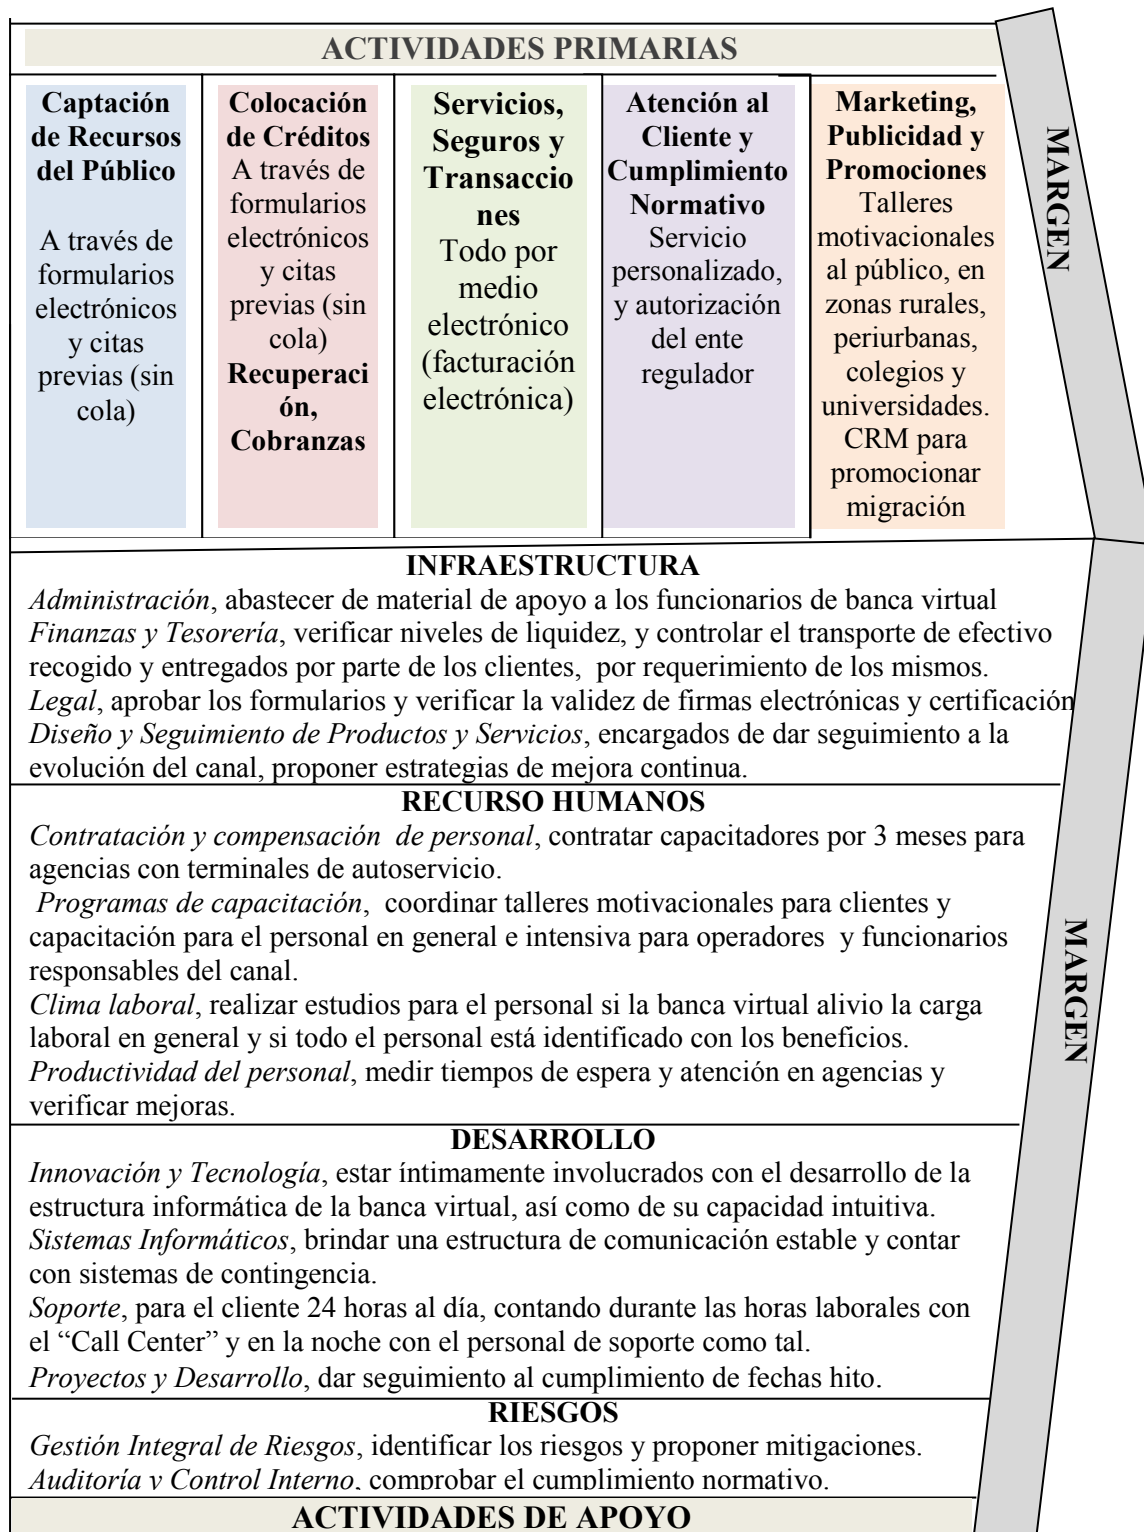 ACTIVIDADES PRIMARIAS
Captación
de Recursos
del Público
A través de
formularios
electrónicos
y citas
previas (sin
cola)
Colocación
de Créditos
A través de
formularios
electrónicos
y citas
previas (sin
cola)
Recuperaci
ón,
Cobranzas
Servicios,
Seguros y
Transaccio
nes
Todo por
medio
electrónico
(facturación
electrónica)
Atención al
Cliente y
Cumplimiento
Normativo
Servicio
personalizado,
y autorización
del ente
regulador
Marketing,
Publicidad y
Promociones
Talleres
motivacionales
al público, en
zonas rurales,
periurbanas,
colegios y
universidades.
CRM para
promocionar
migración
MARGEN
INFRAESTRUCTURA
Administración, abastecer de material de apoyo a los funcionarios de banca virtual
Finanzas y Tesorería, verificar niveles de liquidez, y controlar el transporte de efectivo
recogido y entregados por parte de los clientes, por requerimiento de los mismos.
Legal, aprobar los formularios y verificar la validez de firmas electrónicas y certificación
Diseño y Seguimiento de Productos y Servicios, encargados de dar seguimiento a la
evolución del canal, proponer estrategias de mejora continua.
RECURSO HUMANOS
Contratación y compensación de personal, contratar capacitadores por 3 meses para
agencias con terminales de autoservicio.
Programas de capacitación, coordinar talleres motivacionales para clientes y
capacitación para el personal en general e intensiva para operadores y funcionarios
responsables del canal.
Clima laboral, realizar estudios para el personal si la banca virtual alivio la carga
laboral en general y si todo el personal está identificado con los beneficios.
Productividad del personal, medir tiempos de espera y atención en agencias y
verificar mejoras.
MARGEN
DESARROLLO
Innovación y Tecnología, estar íntimamente involucrados con el desarrollo de la
estructura informática de la banca virtual, así como de su capacidad intuitiva.
Sistemas Informáticos, brindar una estructura de comunicación estable y contar
con sistemas de contingencia.
Soporte, para el cliente 24 horas al día, contando durante las horas laborales con
el “Call Center” y en la noche con el personal de soporte como tal.
Proyectos y Desarrollo, dar seguimiento al cumplimiento de fechas hito.
RIESGOS
Gestión Integral de Riesgos, identificar los riesgos y proponer mitigaciones.
Auditoría y Control Interno, comprobar el cumplimiento normativo.
ACTIVIDADES DE APOYO